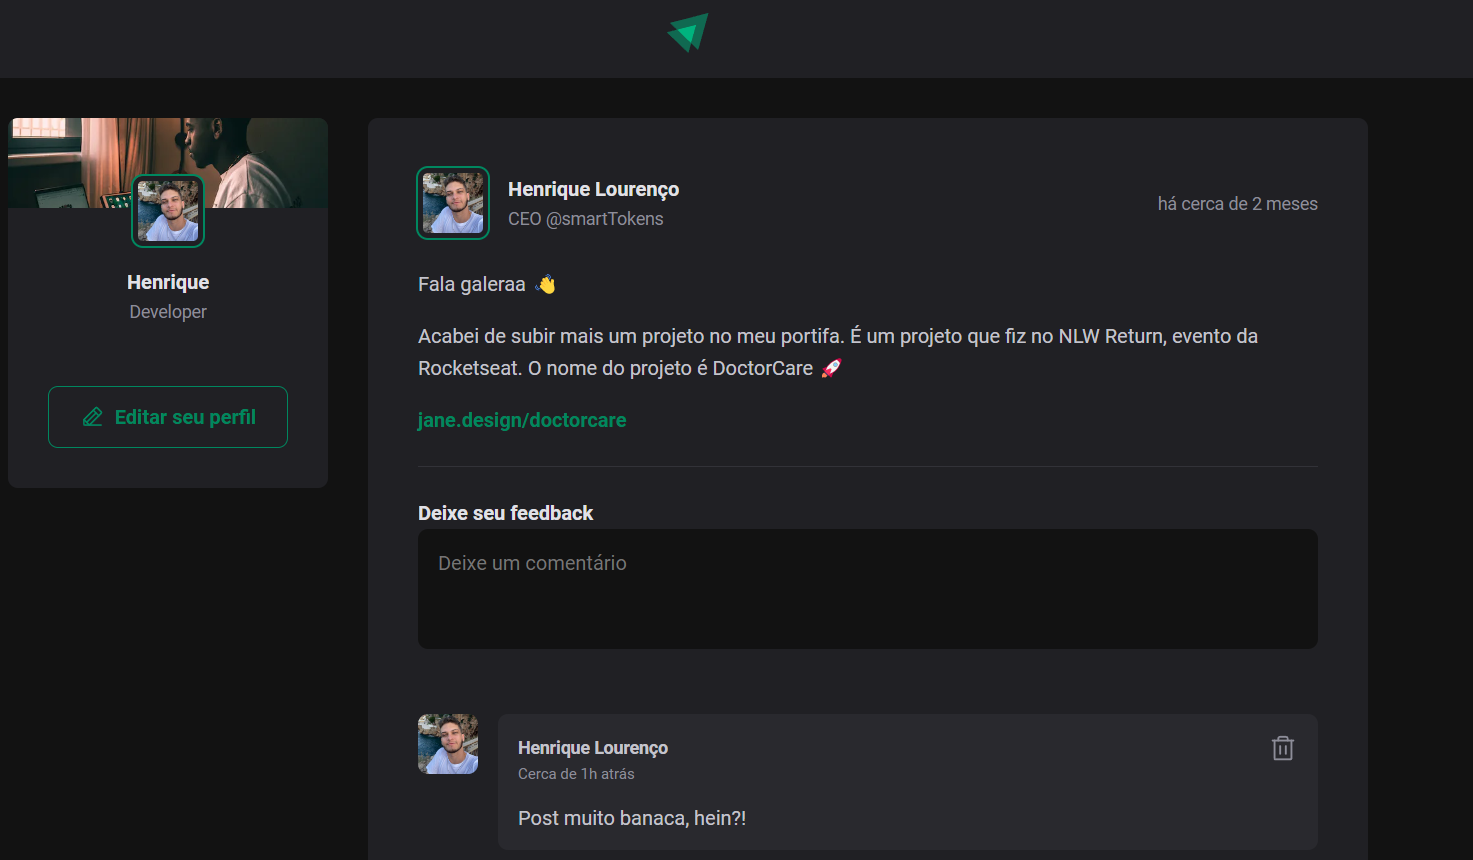 Henrique
Developer
Editar seu perfil
Henrique Lourenço
CEO @smartTokens
há cerca de 2 meses
Fala galeraa 👋
Acabei de subir mais um projeto no meu portifa. É um projeto que fiz no NLW Return, evento da
Rocketseat. O nome do projeto é DoctorCare 🚀
jane.design/doctorcare
Deixe seu feedback
Deixe um comentário
Henrique Lourenço
Cerca de 1h atrás
Post muito banaca, hein?!